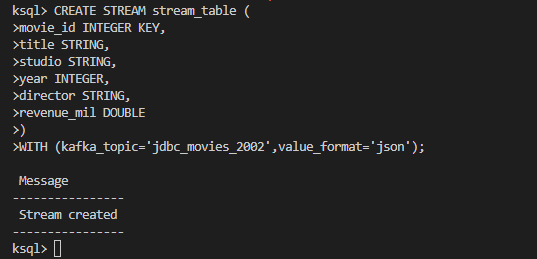 ksql> CREATE STREAM stream_table (
>movie_id INTEGER KEY,
>title STRING,
>studio STRING,
>year INTEGER,
>director STRING,
>revenue_mil DOUBLE
>)
>WITH (kafka_topic='jdbc_movies_2002',value_format='json');
Message
----------------
Stream created
----------------
ksql>